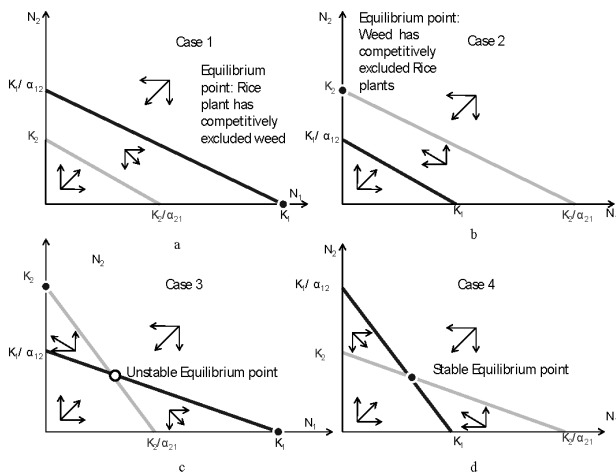 N₂
Case 1
K₁/ α₁₂
Equilibrium
point: Rice
plant has
competitively
excluded weed
K₂
N₁
K₂/α₂₁
K₁
a
N₂
Equilibrium point:
Weed has
competitively
excluded Rice
plants
Case 2
K₂
K₁/ α₁₂
K₁
K₂/α₂₁
N
b
N₂
K₂
Case 3
K₁/ α₁₂
Unstable Equilibrium point
N₁
K₂/α₂₁
K₁
c
N₂
K₁/ α₁₂
Case 4
K₂
Stable Equilibrium point
N
K₁
K₂/α₂₁
d